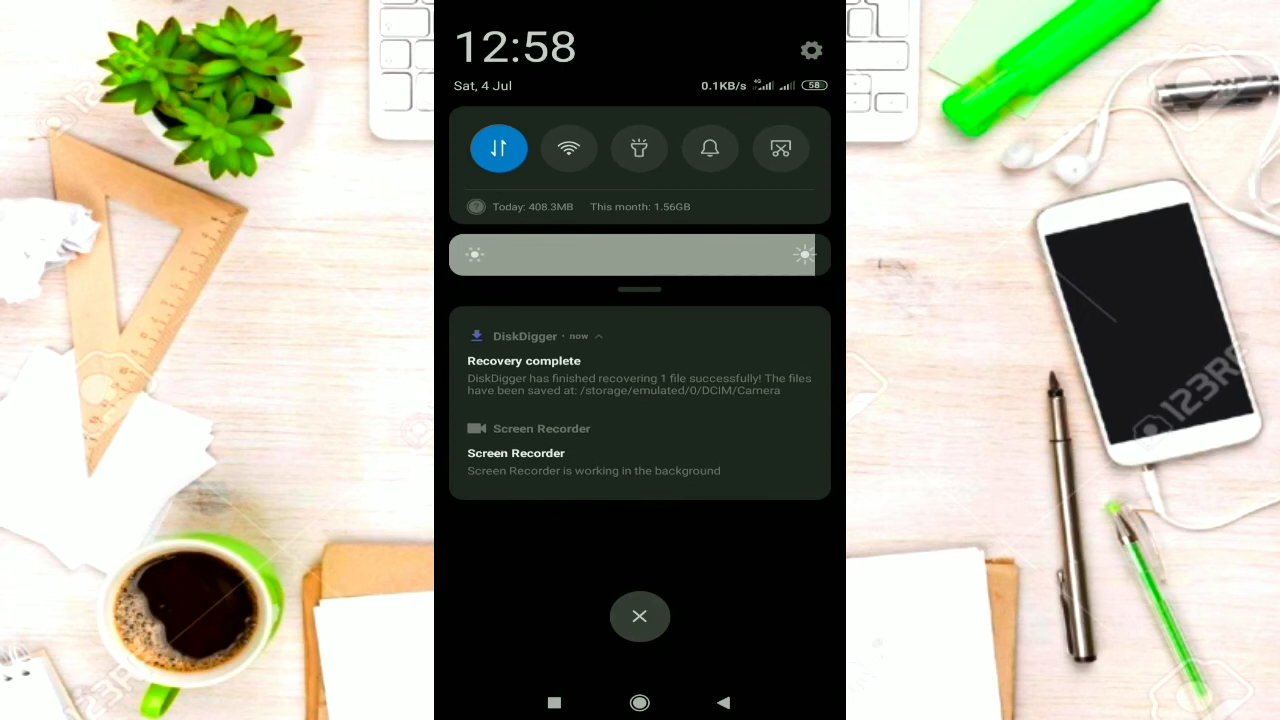 12:58
Sat, 4 Jul
0.1KB/s 4G 58
Today: 408.3MB This month: 1.56GB
DiskDigger · now
Recovery complete
DiskDigger has finished recovering 1 file successfully! The files
have been saved at: /storage/emulated/0/DCIM/Camera
Screen Recorder
Screen Recorder
Screen Recorder is working in the background
123RF